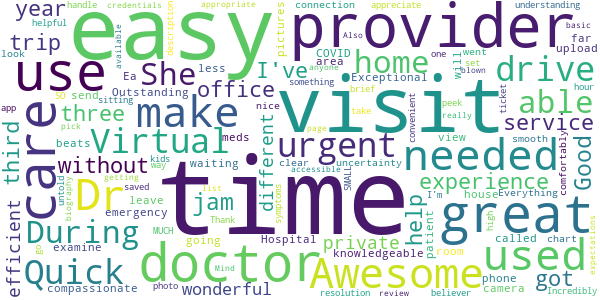 handle credentials appropriate connection appreciate understanding
helpful pictures
year easy provider basic
available description COVID far
trip area one went upload
look Ea She I've anyone Also will set
use less home something blown drive app
SO send Outstanding office Exceptional
sitting nice brief take peek ticket hour
three make visit able
care page really convenient
third beats meds urgent service
Virtual clear view smooth
pick kids waiting different uncertainty needed Good comfortably
without way
biography saved list time accessible I'm Everything
Dr getting experience
untold leave jam house
emergency Thank symptoms SMALL help great
During going private patient called chart
efficient examine Hospital knowledgeable room high
go MUCH doctor used expectations
Quick Mind phone
compassionate wonderful Awesome camera got
photo resolution review believer Incredibly